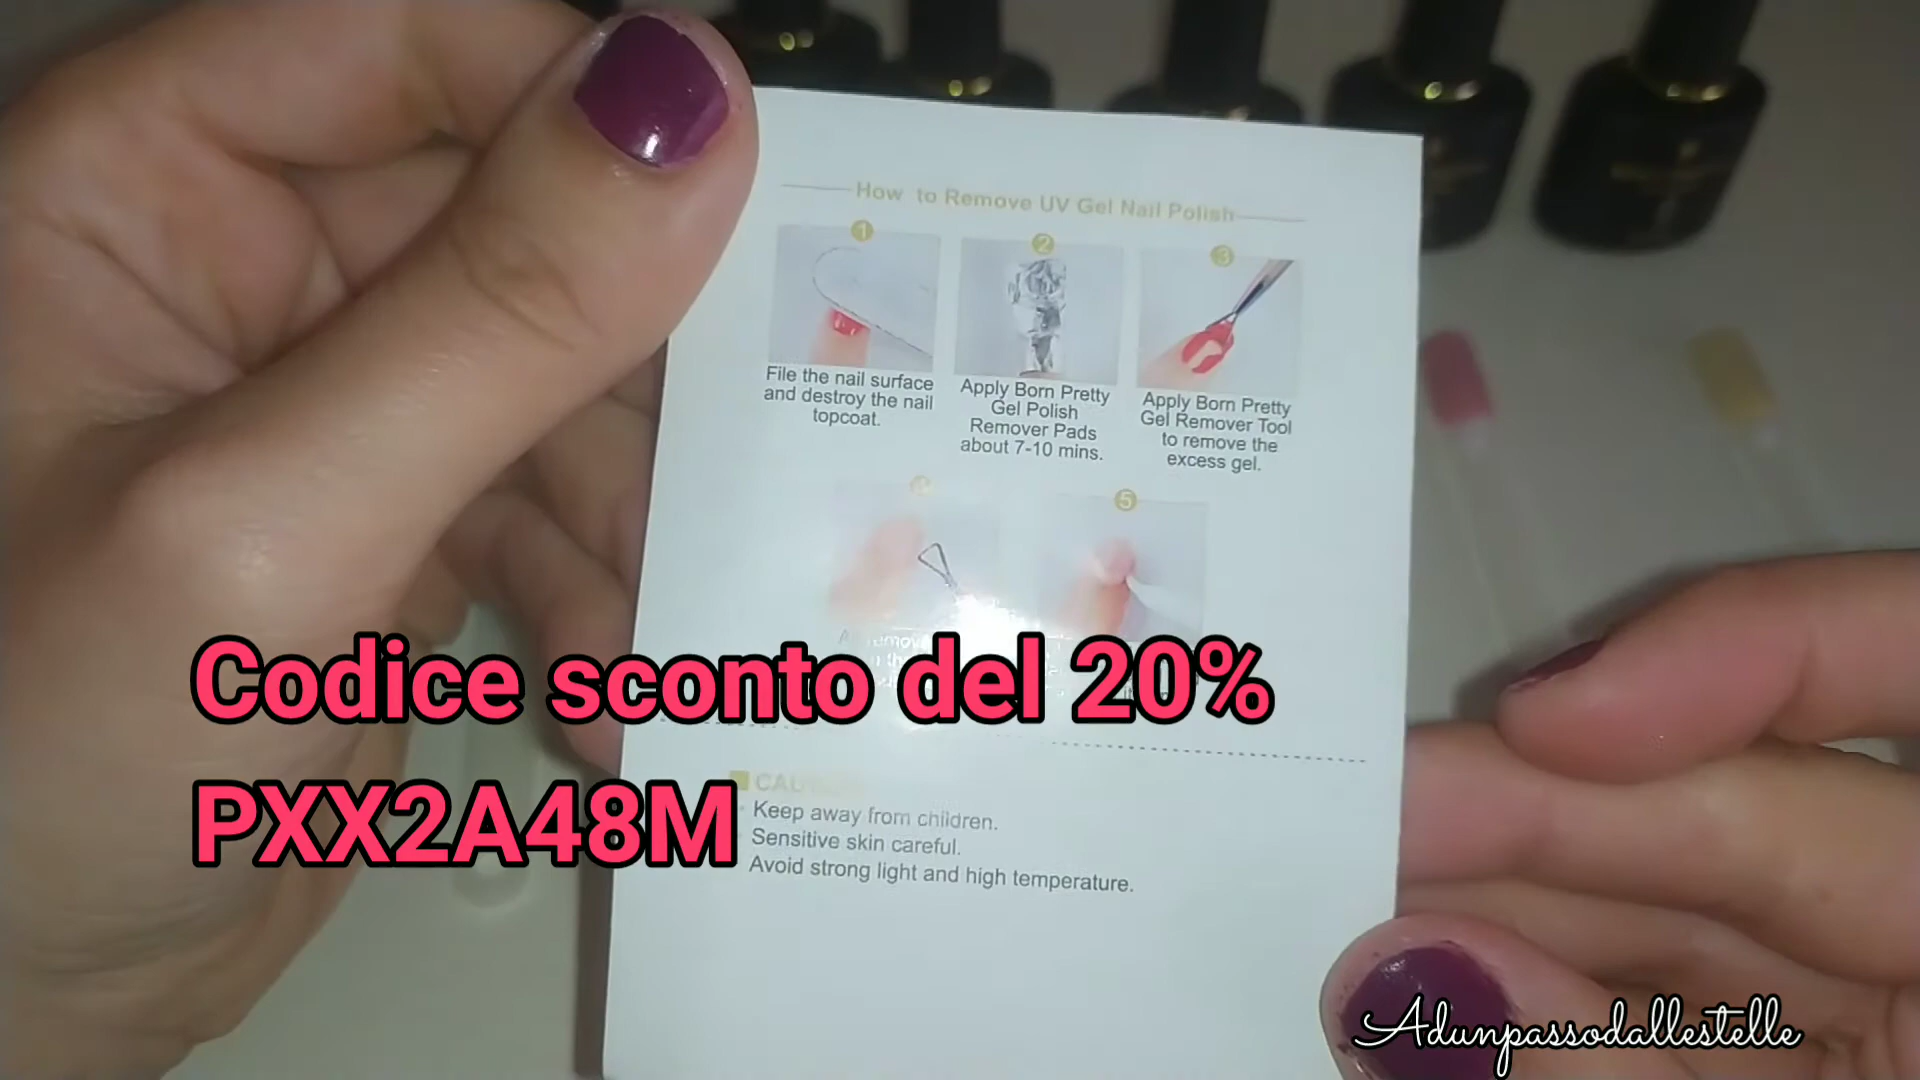 How to Remove UV Gel Nail Polish
1
2
3
File the nail surface
and destroy the nail
topcoat.
Apply Born Pretty
Gel Polish
Remover Pads
about 7-10 mins.
Apply Born Pretty
Gel Remover Tool
to remove the
excess gel.
4
5
Codice sconto del 20%
PXX2A48M
Keep away from children.
Sensitive skin careful.
Avoid strong light and high temperature.
Adunpassodallestelle